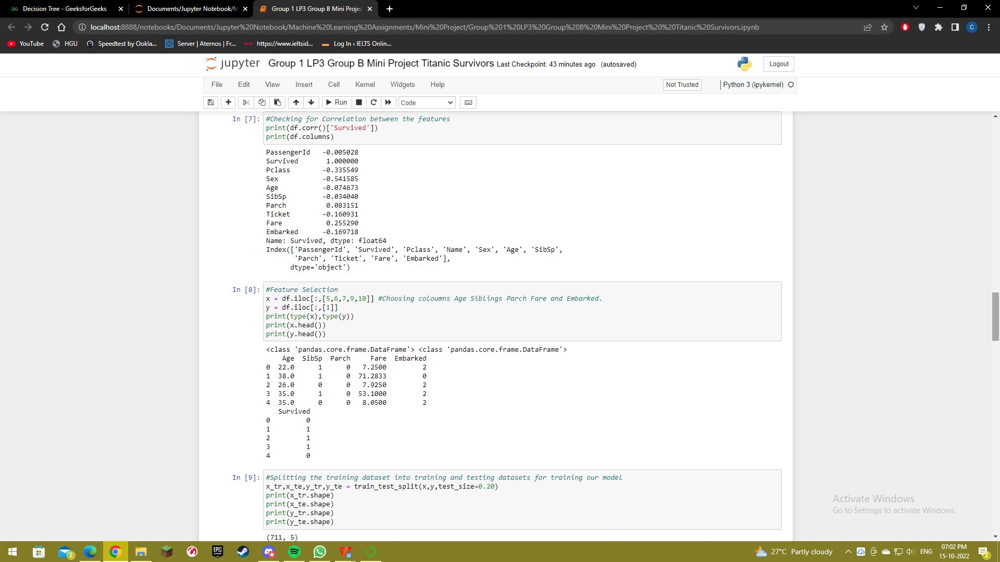 Decision Tree - GeeksforGeeks
Documents/Jupyter Notebook/M
Group 1 LP3 Group B Mini Projec
localhost:8888/notebooks/Documents/Jupyter%20Notebook/Machine%20Learning%20Assignments/Mini%20Project/Group%201%20LP3%20Group%20B%20Mini%20Project%20%20Titanic%20Survivors.ipynb
C
YouTube
HGU
Speedtest by Ookla...
Server | Aternos | Fr...
IELTS
https://www.ieltsid...
Log In ‹ IELTS Onlin...
jupyter
Group 1 LP3 Group B Mini Project Titanic Survivors Last Checkpoint: 43 minutes ago (autosaved)
Logout
File Edit View Insert Cell Kernel Widgets Help
Not Trusted
Python 3 (ipykernel)
Run
Code
In [7]: #Checking for Correlation between the features
print(df.corr()['Survived'])
print(df.columns)
PassengerId -0.005028
Survived 1.000000
Pclass -0.335549
Sex -0.541585
Age -0.074673
SibSp -0.034040
Parch 0.083151
Ticket -0.160931
Fare 0.255290
Embarked -0.169718
Name: Survived, dtype: float64
Index(['PassengerId', 'Survived', 'Pclass', 'Name', 'Sex', 'Age', 'SibSp',
'Parch', 'Ticket', 'Fare', 'Embarked'],
dtype='object')
In [8]: #Feature Selection
x = df.iloc[:,[5,6,7,9,10]] #Choosing coloumns Age Siblings Parch Fare and Embarked.
y = df.iloc[:,[1]]
print(type(x),type(y))
print(x.head())
print(y.head())
<class 'pandas.core.frame.DataFrame'> <class 'pandas.core.frame.DataFrame'>
Age SibSp Parch Fare Embarked
0 22.0 1 0 7.2500 2
1 38.0 1 0 71.2833 0
2 26.0 0 0 7.9250 2
3 35.0 1 0 53.1000 2
4 35.0 0 0 8.0500 2
Survived
0 0
1 1
2 1
3 1
4 0
In [9]: #Splitting the training dataset into training and testing datasets for training our model
x_tr,x_te,y_tr,y_te = train_test_split(x,y,test_size=0.20)
print(x_tr.shape)
print(x_te.shape)
print(y_tr.shape)
print(y_te.shape)
(711, 5)
Activate Windows
Go to Settings to activate Windows.
2
EPIC
GAMES
27°C Partly cloudy
ENG
07:02 PM
15-10-2022
2